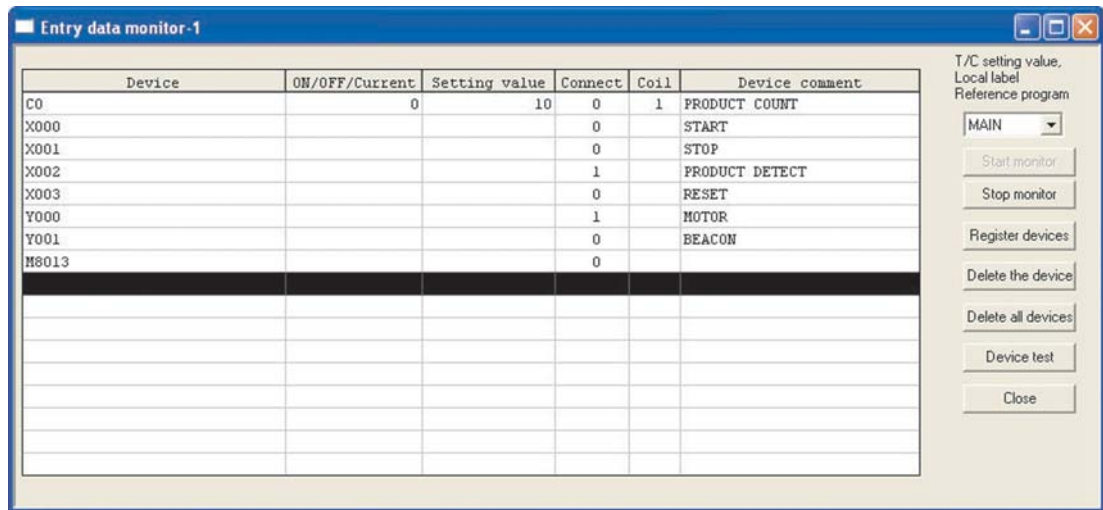 Entry data monitor-1
T/C setting value,
Local label
Reference program
MAIN
Start monitor
Stop monitor
Register devices
Delete the device
Delete all devices
Device test
Close
Device ON/OFF/Current Setting value Connect Coil Device comment
C0 0 10 0 1 PRODUCT COUNT
X000 0 START
X001 0 STOP
X002 1 PRODUCT DETECT
X003 0 RESET
Y000 1 MOTOR
Y001 0 BEACON
M8013 0